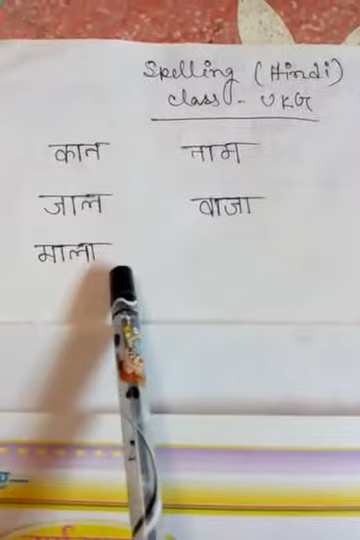 Spelling (Hindi)
Class - UKG
कान नाम
जाल बाजा
माला